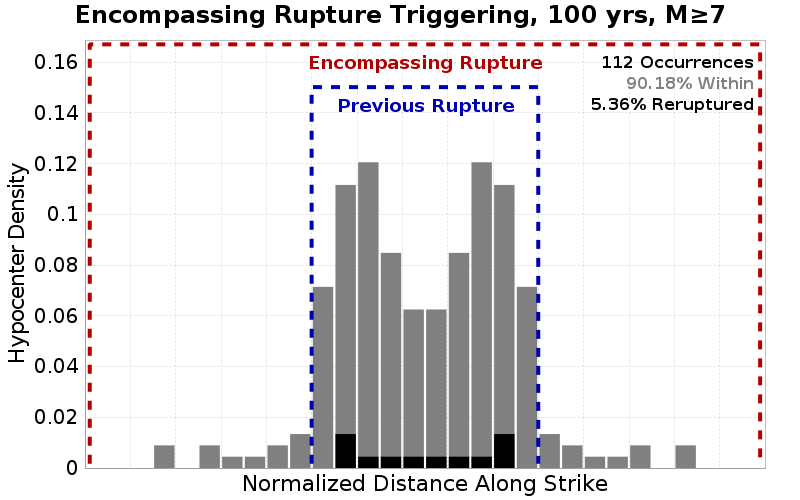 Encompassing Rupture Triggering, 100 yrs, M≥7
Encompassing Rupture
Previous Rupture
112 Occurrences
90.18% Within
5.36% Reruptured
Hypocenter Density
0.16
0.14
0.12
0.1
0.08
0.06
0.04
0.02
0
Normalized Distance Along Strike